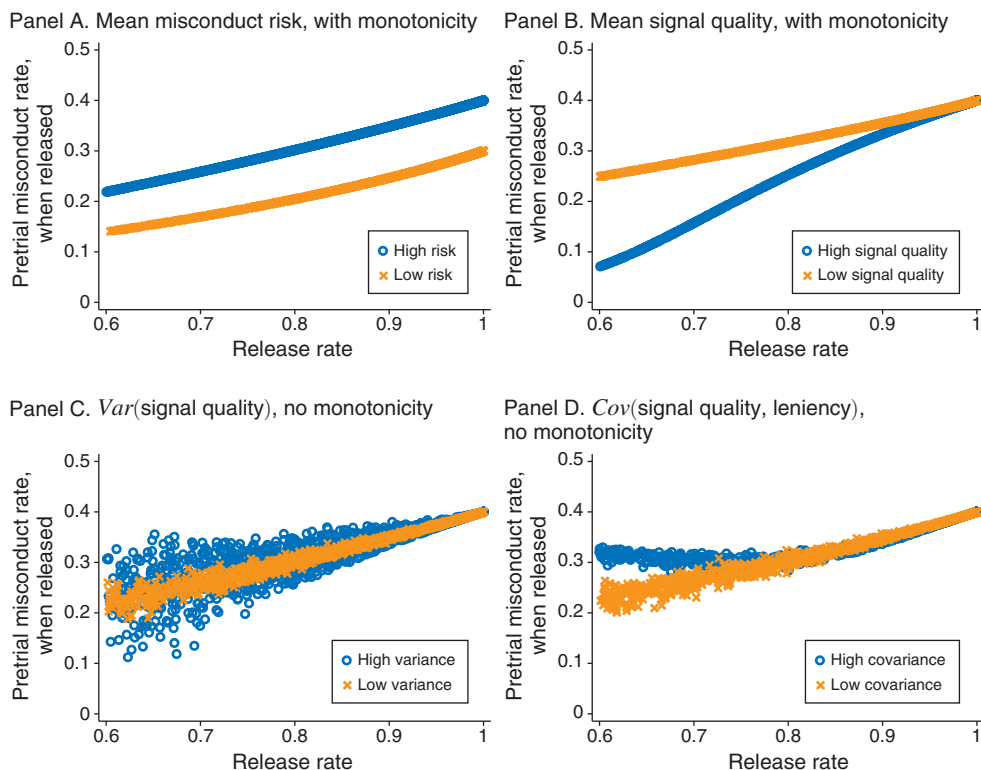 Panel A. Mean misconduct risk, with monotonicity
Pretrial misconduct rate,
when released
0.5
0.4
0.3
0.2
0.1
0
High risk
Low risk
0.6 0.7 0.8 0.9 1
Release rate
Panel B. Mean signal quality, with monotonicity
Pretrial misconduct rate,
when released
0.5
0.4
0.3
0.2
0.1
0
High signal quality
Low signal quality
0.6 0.7 0.8 0.9 1
Release rate
Panel C. Var(signal quality), no monotonicity
Pretrial misconduct rate,
when released
0.5
0.4
0.3
0.2
0.1
0
High variance
Low variance
0.6 0.7 0.8 0.9 1
Release rate
Panel D. Cov(signal quality, leniency),
no monotonicity
Pretrial misconduct rate,
when released
0.5
0.4
0.3
0.2
0.1
0
High covariance
Low covariance
0.6 0.7 0.8 0.9 1
Release rate